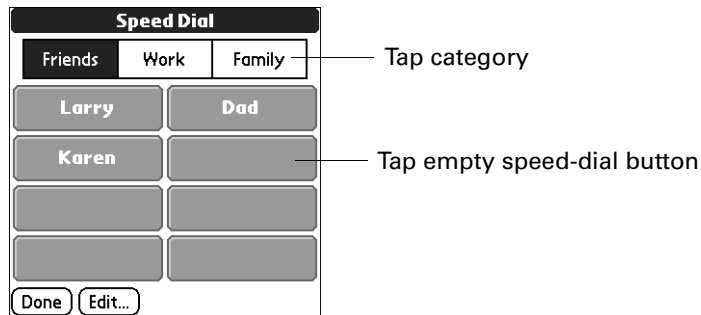 Speed Dial
Friends Work Family
Tap category
Larry Dad
Karen
Tap empty speed-dial button
Done Edit...